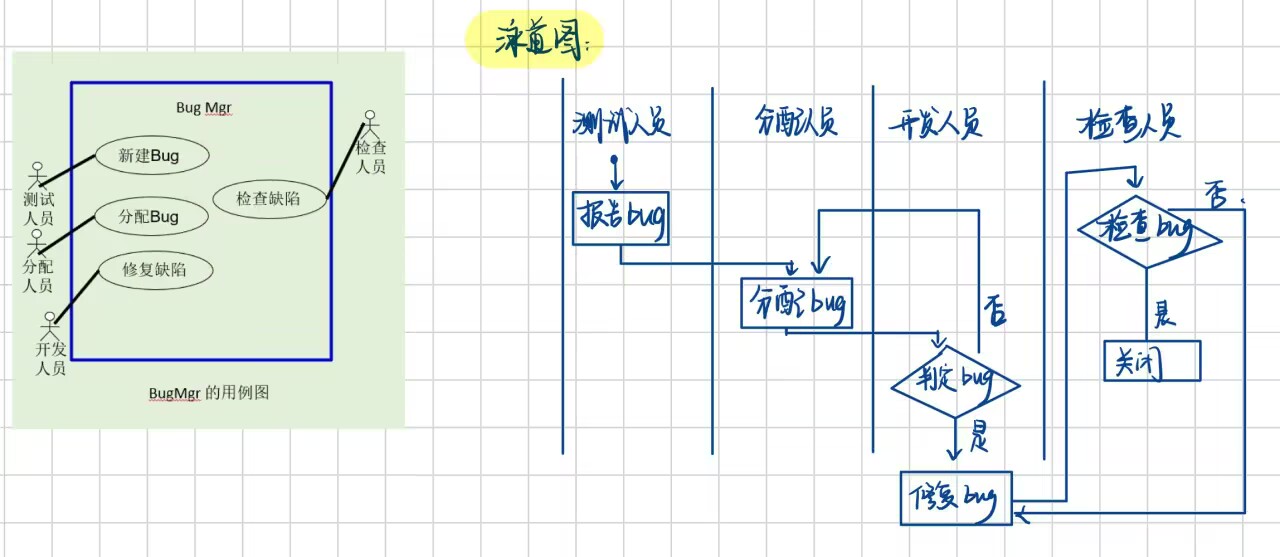 泳道图：
Bug Mgr
新建Bug
检查
人员
测试
人员
检查缺陷
分配Bug
分配
人员
修复缺陷
开发
人员
BugMgr 的用例图
测试人员
分配人员
开发人员
检查人员
报告bug
分配bug
否
判定bug
是
修复bug
检查bug
否.
是
关闭